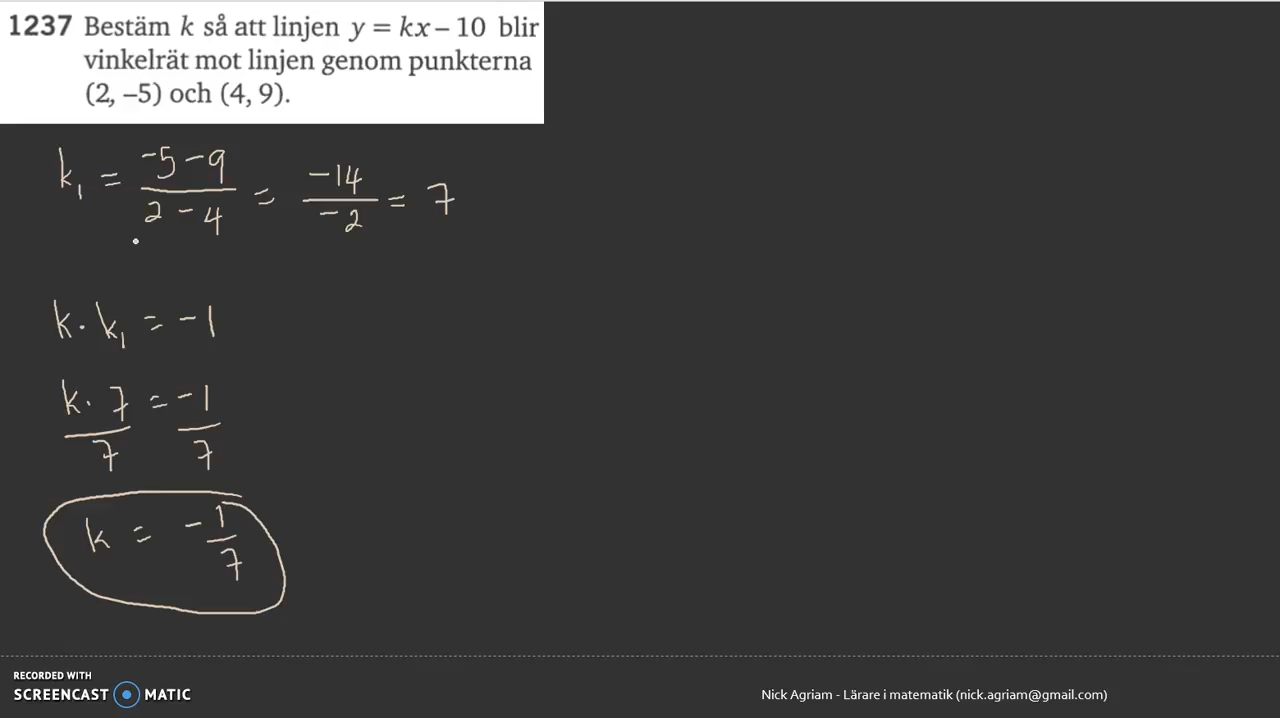 1237 Bestäm k så att linjen y = kx – 10 blir
vinkelrät mot linjen genom punkterna
(2, –5) och (4, 9).
k₁ = (-5 - 9)/(2 - 4) = (-14)/(-2) = 7
k · k₁ = -1
(k · 7)/7 = (-1)/7
k = -1/7
RECORDED WITH
SCREENCAST MATIC
Nick Agriam - Lärare i matematik (nick.agriam@gmail.com)